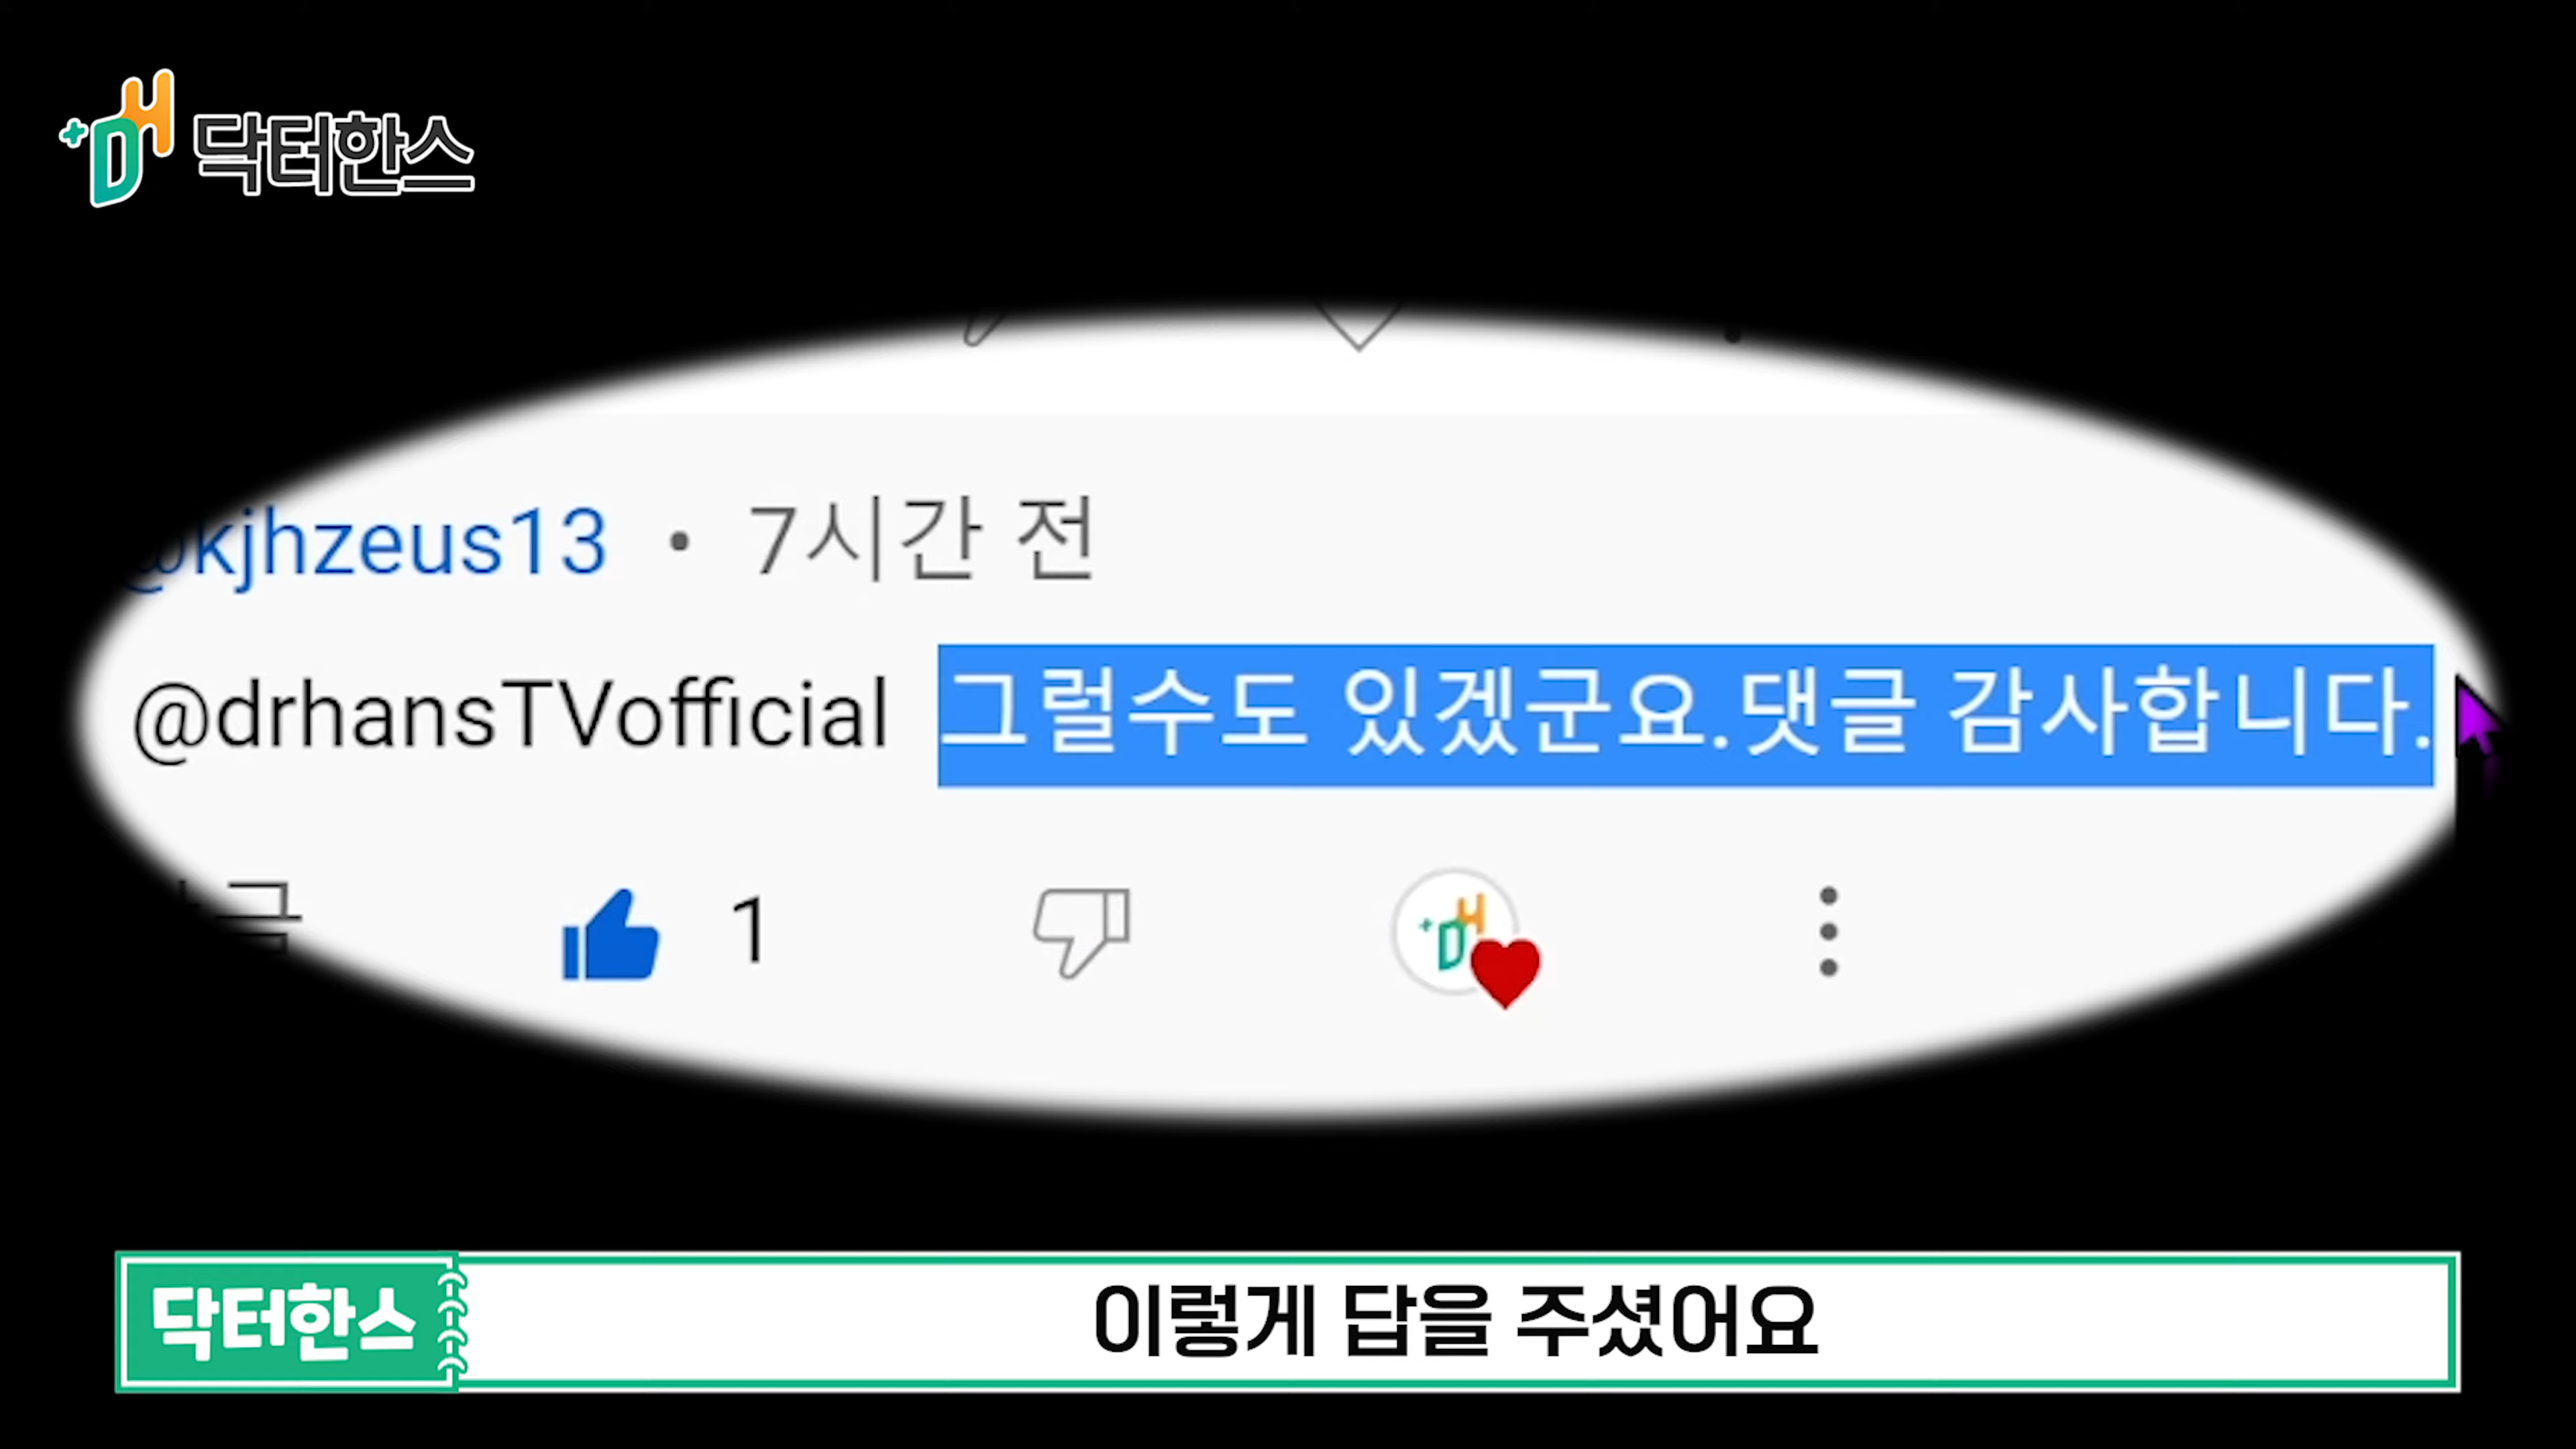 닥터한스
@kjhzeus13 • 7시간 전
@drhansTVofficial 그럴수도 있겠군요.댓글 감사합니다.
1
닥터한스
이렇게 답을 주셨어요